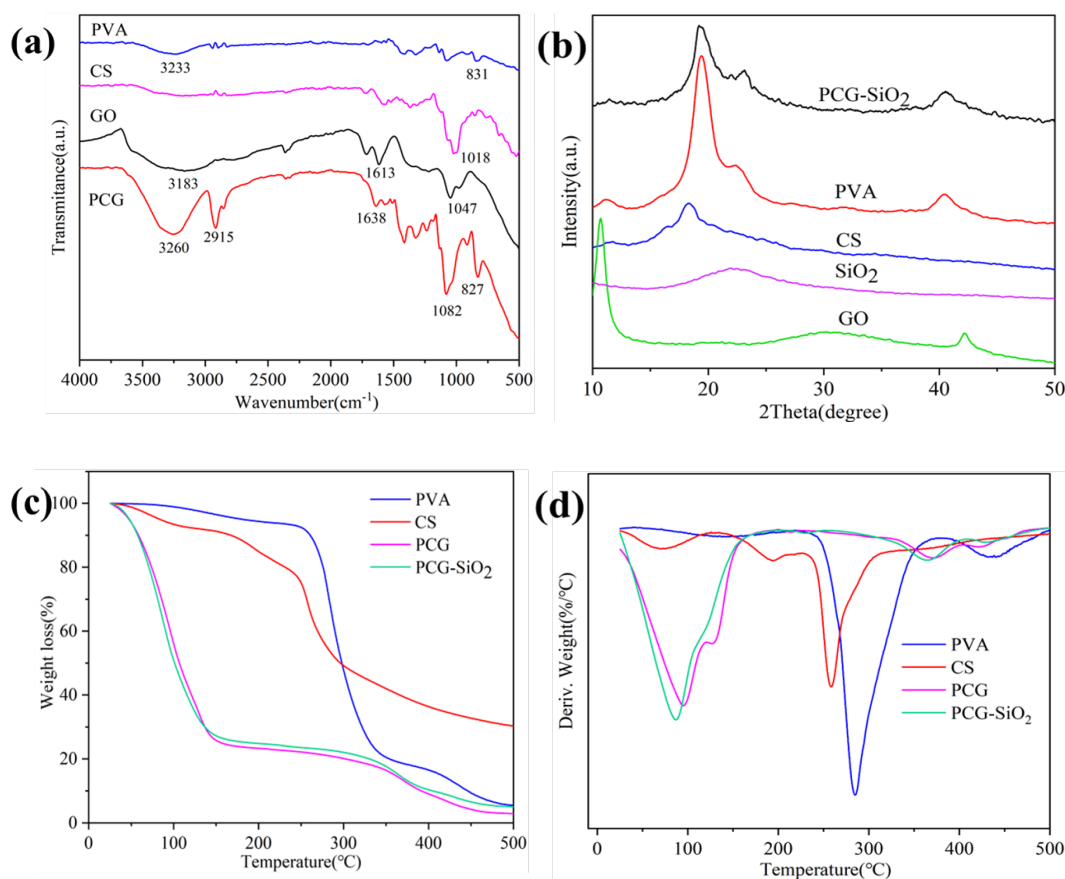 (a)
PVA
3233
831
CS
1018
GO
3183
1613
1047
PCG
3260
2915
1638
1082
827
Transmitance(a.u.)
4000 3500 3000 2500 2000 1500 1000 500
Wavenumber(cm⁻¹)
(b)
PCG-SiO₂
PVA
CS
SiO₂
GO
Intensity(a.u.)
10 20 30 40 50
2Theta(degree)
(c)
PVA
CS
PCG
PCG-SiO₂
100
80
60
40
20
0
Weight loss(%)
0 100 200 300 400 500
Temperature(℃)
(d)
PVA
CS
PCG
PCG-SiO₂
Deriv. Weight(%/℃)
0 100 200 300 400 500
Temperature(℃)